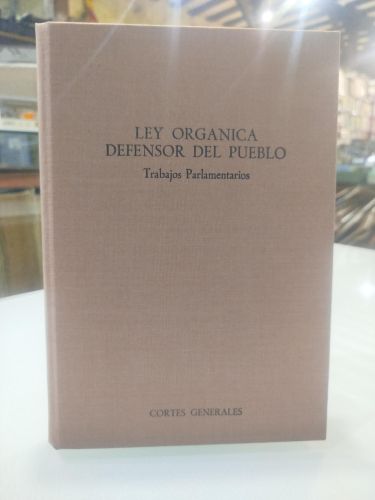 LEY ORGANICA
DEFENSOR DEL PUEBLO
Trabajos Parlamentarios
CORTES GENERALES